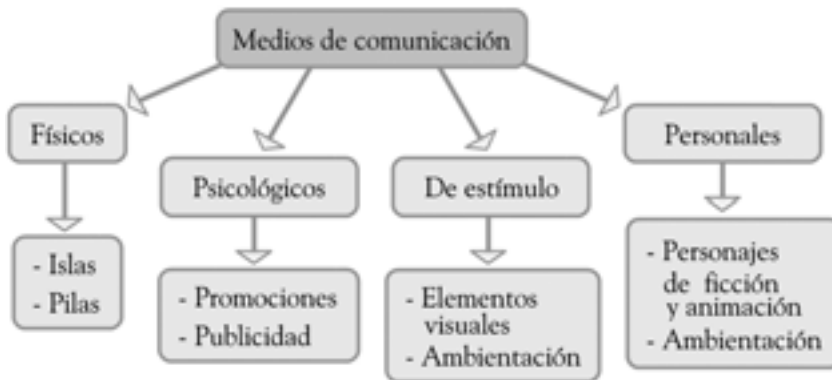 Medios de comunicación
Físicos
- Islas
- Pilas
Psicológicos
- Promociones
- Publicidad
De estímulo
- Elementos
visuales
- Ambientación
Personales
- Personajes
de ficción
y animación
- Ambientación